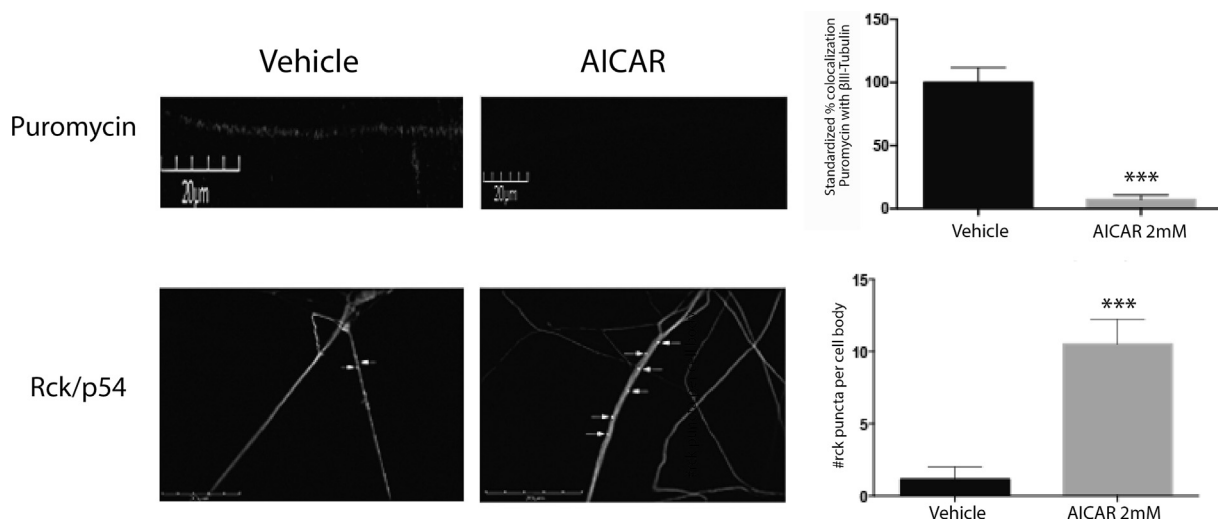 Vehicle
AICAR
Puromycin
20µm
20µm
Standardized % colocalization
Puromycin with βIII-Tubulin
150
100
50
0
***
Vehicle
AICAR 2mM
Rck/p54
#rck puncta per cell body
15
10
5
0
***
Vehicle
AICAR 2mM